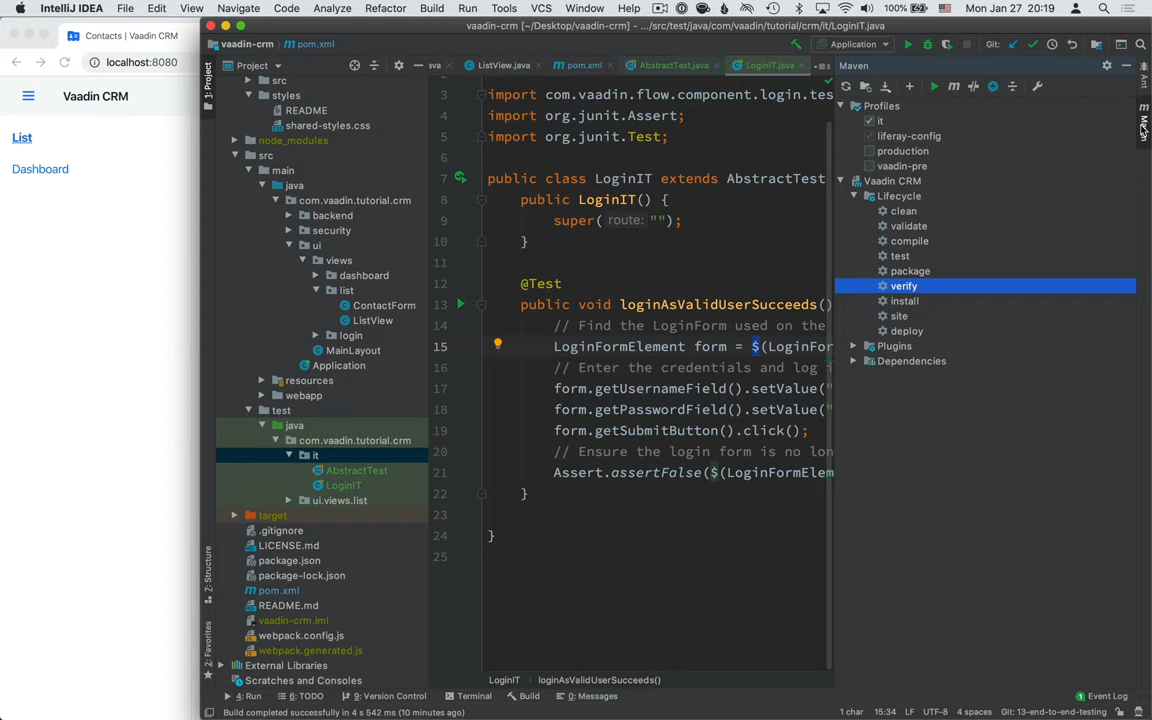 IntelliJ IDEA File Edit View Navigate Code Analyze Refactor Build Run Tools VCS Window Help 100% Mon Jan 27 20:19
vaadin-crm [~/Desktop/vaadin-crm] - .../src/test/java/com/vaadin/tutorial/crm/it/LoginIT.java
Contacts | Vaadin CRM
localhost:8080
Vaadin CRM
List
Dashboard
vaadin-crm pom.xml
Application
Git:
Project
ava
ListView.java
pom.xml
AbstractTest.java
LoginIT.java
Maven
1: Project
7: Structure
2: Favorites
src
styles
README
shared-styles.css
node_modules
src
main
java
com.vaadin.tutorial.crm
backend
security
ui
views
dashboard
list
ContactForm
ListView
login
MainLayout
Application
resources
webapp
test
java
com.vaadin.tutorial.crm
it
AbstractTest
LoginIT
ui.views.list
target
.gitignore
LICENSE.md
package.json
package-lock.json
pom.xml
README.md
vaadin-crm.iml
webpack.config.js
webpack.generated.js
External Libraries
Scratches and Consoles
3 import com.vaadin.flow.component.login.tes
4 import org.junit.Assert;
5 import org.junit.Test;
6
7 public class LoginIT extends AbstractTest
8 public LoginIT() {
9 super( route: "");
10 }
11
12 @Test
13 public void loginAsValidUserSucceeds()
14 // Find the LoginForm used on the
15 LoginFormElement form = $(LoginFor
16 // Enter the credentials and log i
17 form.getUsernameField().setValue("
18 form.getPasswordField().setValue("
19 form.getSubmitButton().click();
20 // Ensure the login form is no lon
21 Assert.assertFalse($(LoginFormElem
22 }
23
24 }
25
LoginIT loginAsValidUserSucceeds()
Profiles
it
liferay-config
production
vaadin-pre
Vaadin CRM
Lifecycle
clean
validate
compile
test
package
verify
install
site
deploy
Plugins
Dependencies
Ant
Maven
4: Run 6: TODO 9: Version Control Terminal Build 0: Messages 1 Event Log
Build completed successfully in 4 s 542 ms (10 minutes ago) 1 char 15:34 LF UTF-8 4 spaces Git: 13-end-to-end-testing